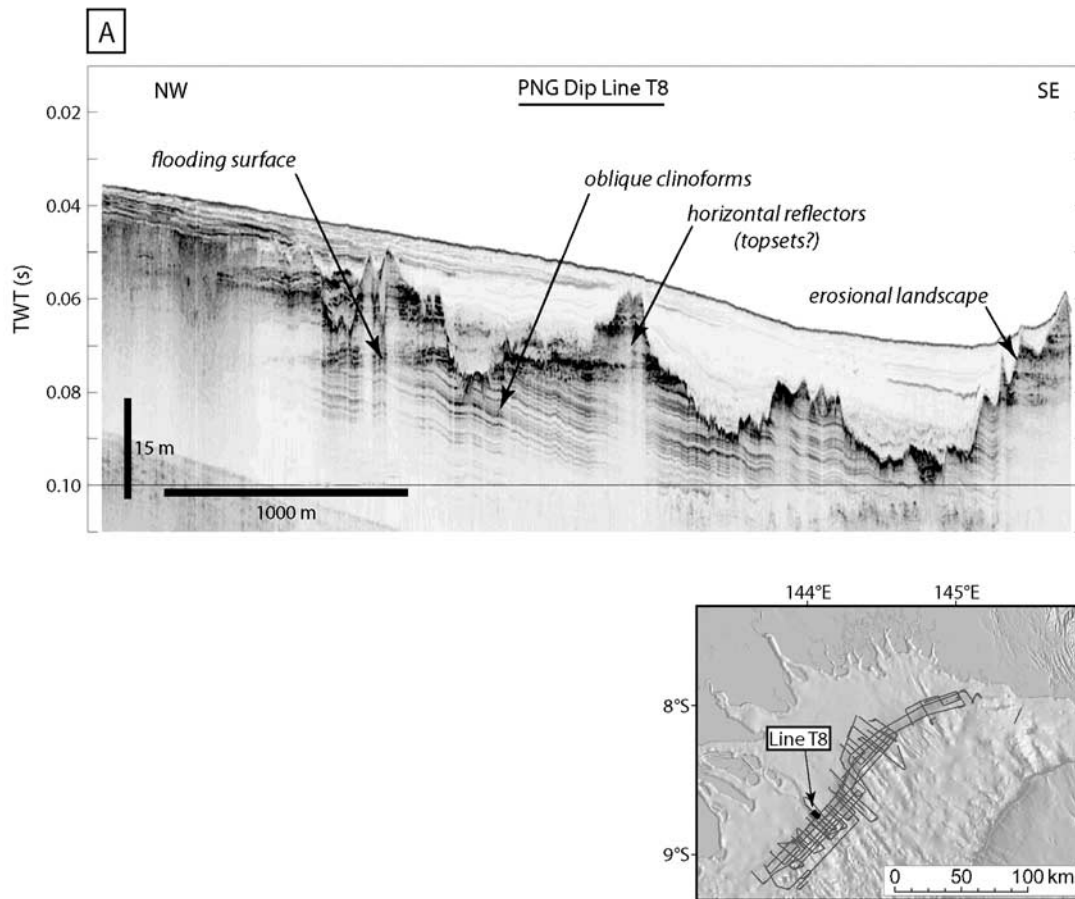 A
NW
PNG Dip Line T8
SE
0.02
flooding surface
oblique clinoforms
0.04
horizontal reflectors
(topsets?)
TWT (s)
0.06
erosional landscape
0.08
15 m
0.10
1000 m
144°E
145°E
8°S
Line T8
9°S
0
50
100 km